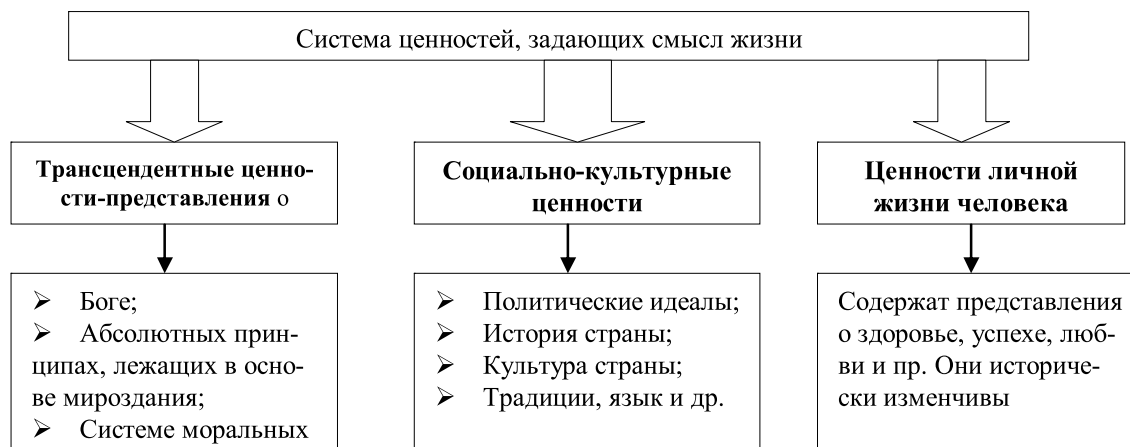 Система ценностей, задающих смысл жизни
Трансцендентные ценно-
сти-представления о
Социально-культурные
ценности
Ценности личной
жизни человека
➢ Боге;
➢ Абсолютных прин-
ципах, лежащих в осно-
ве мироздания;
➢ Системе моральных
➢ Политические идеалы;
➢ История страны;
➢ Культура страны;
➢ Традиции, язык и др.
Содержат представления
о здоровье, успехе, люб-
ви и пр. Они историче-
ски изменчивы